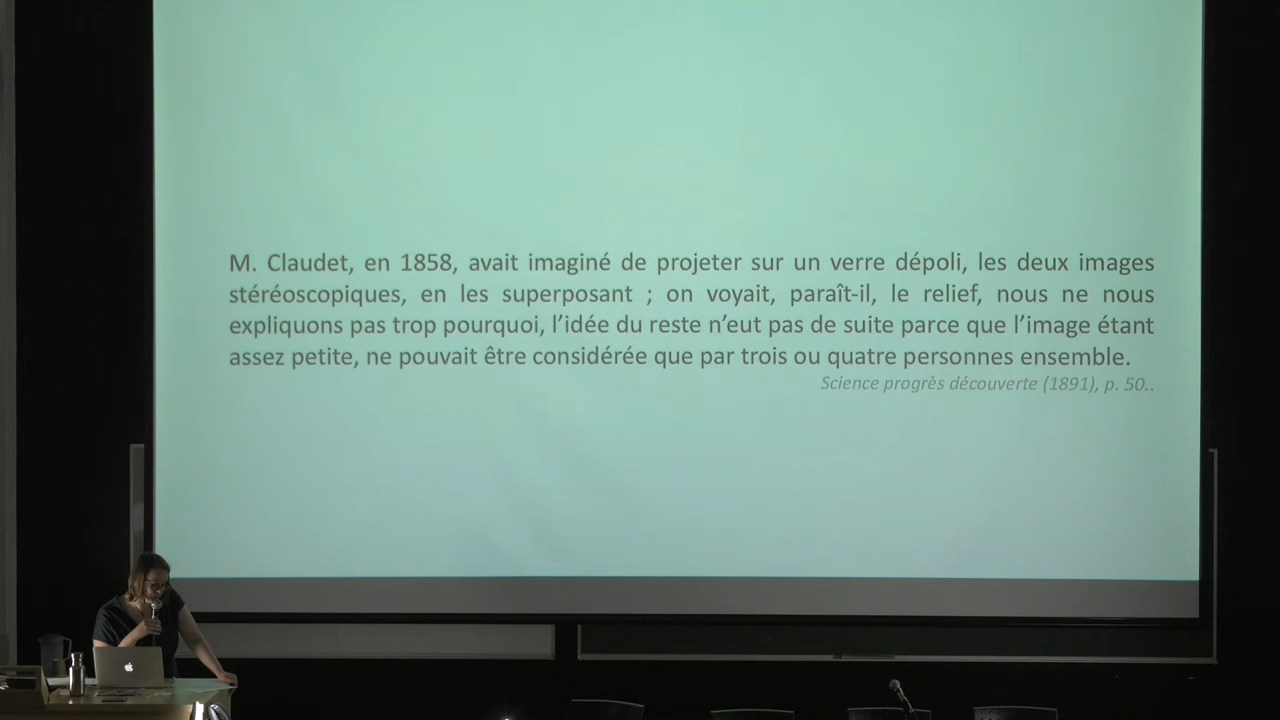 M. Claudet, en 1858, avait imaginé de projeter sur un verre dépoli, les deux images
stéréoscopiques, en les superposant ; on voyait, paraît-il, le relief, nous ne nous
expliquons pas trop pourquoi, l’idée du reste n’eut pas de suite parce que l’image étant
assez petite, ne pouvait être considérée que par trois ou quatre personnes ensemble.
Science progrès découverte (1891), p. 50..